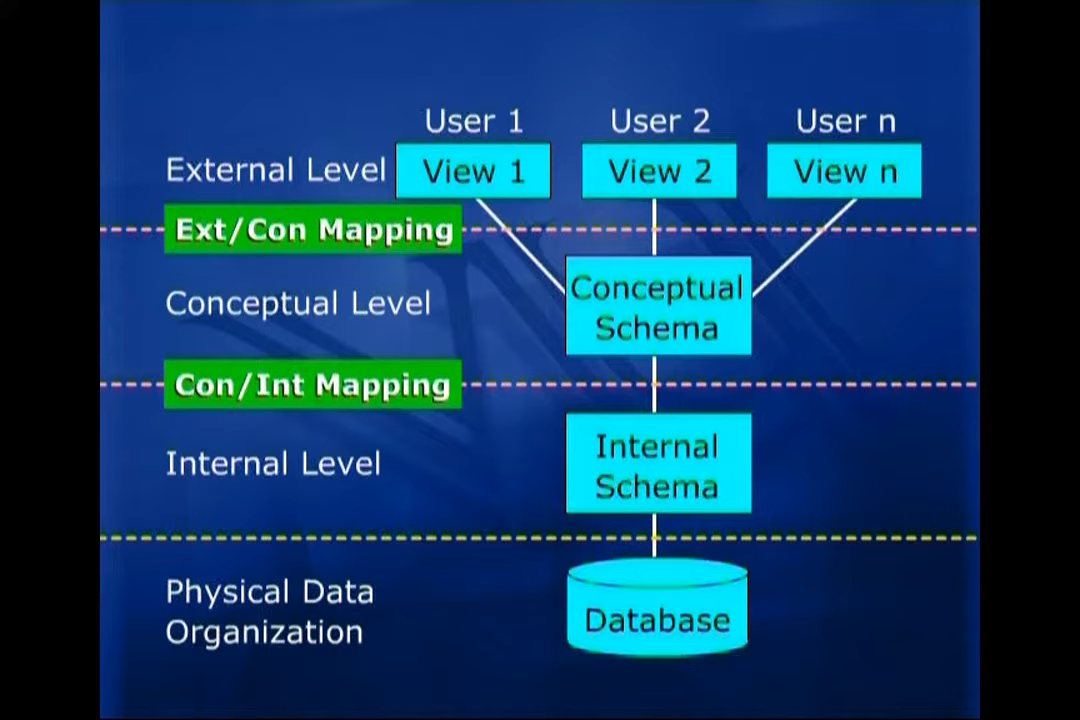 User 1
User 2
User n
External Level
View 1
View 2
View n
Ext/Con Mapping
Conceptual Level
Conceptual
Schema
Con/Int Mapping
Internal Level
Internal
Schema
Physical Data
Organization
Database